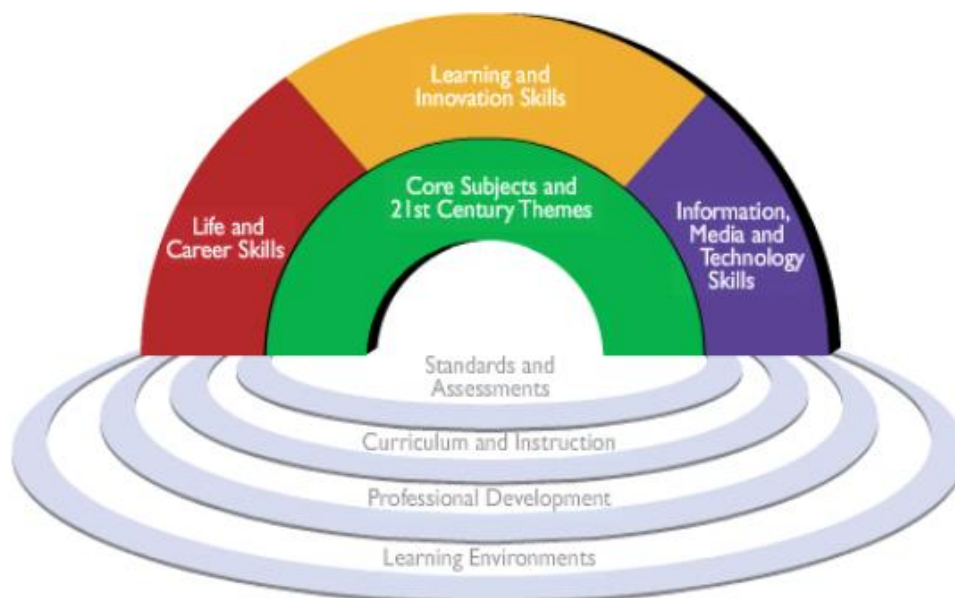 Learning and
Innovation Skills
Core Subjects and
21st Century Themes
Life and
Career Skills
Information,
Media and
Technology
Skills
Standards and
Assessments
Curriculum and Instruction
Professional Development
Learning Environments